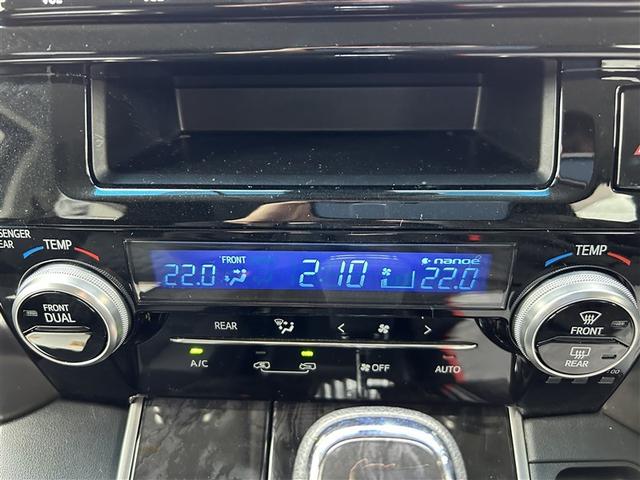 SENGER
EAR
TEMP
FRONT
nanoe
TEMP
22.0
2:10
22.0
FRONT
DUAL
REAR
< >
FRONT
REAR
A/C
OFF
AUTO